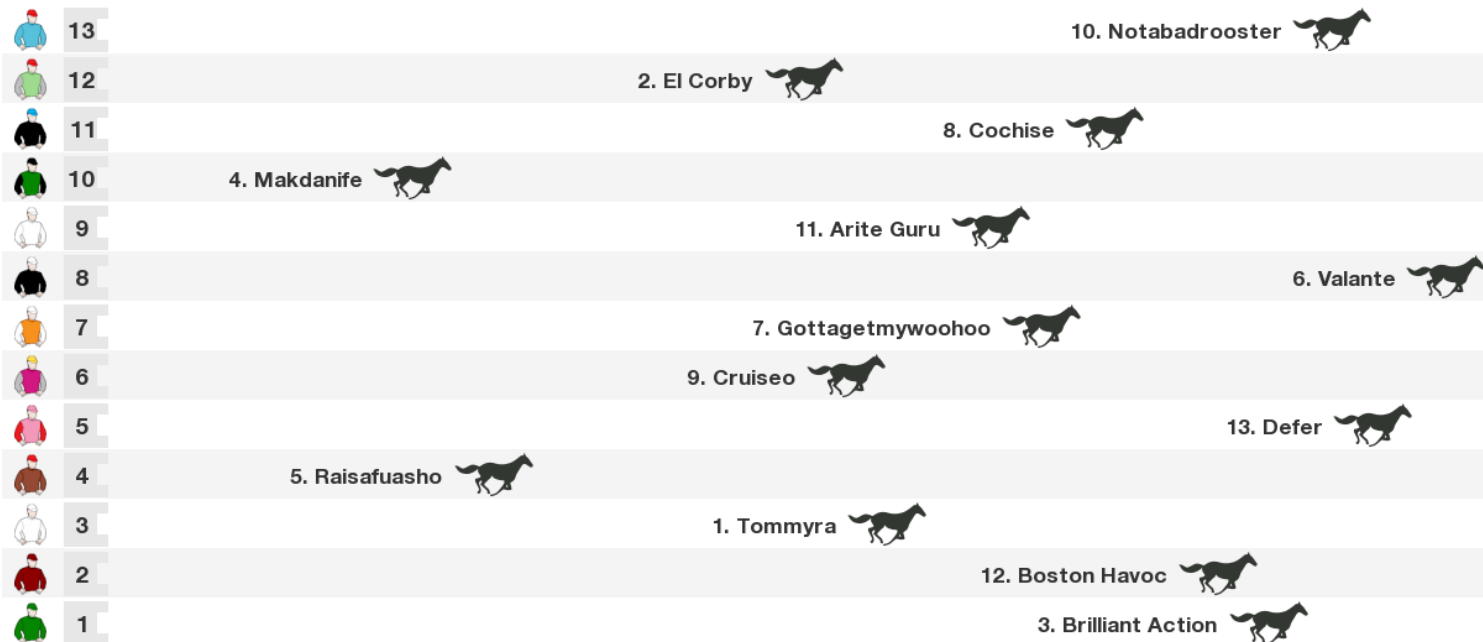 13 10. Notabadrooster
12 2. El Corby
11 8. Cochise
10 4. Makdanife
9 11. Arite Guru
8 6. Valante
7 7. Gottagetmywoohoo
6 9. Cruiseo
5 13. Defer
4 5. Raisafuasho
3 1. Tommyra
2 12. Boston Havoc
1 3. Brilliant Action